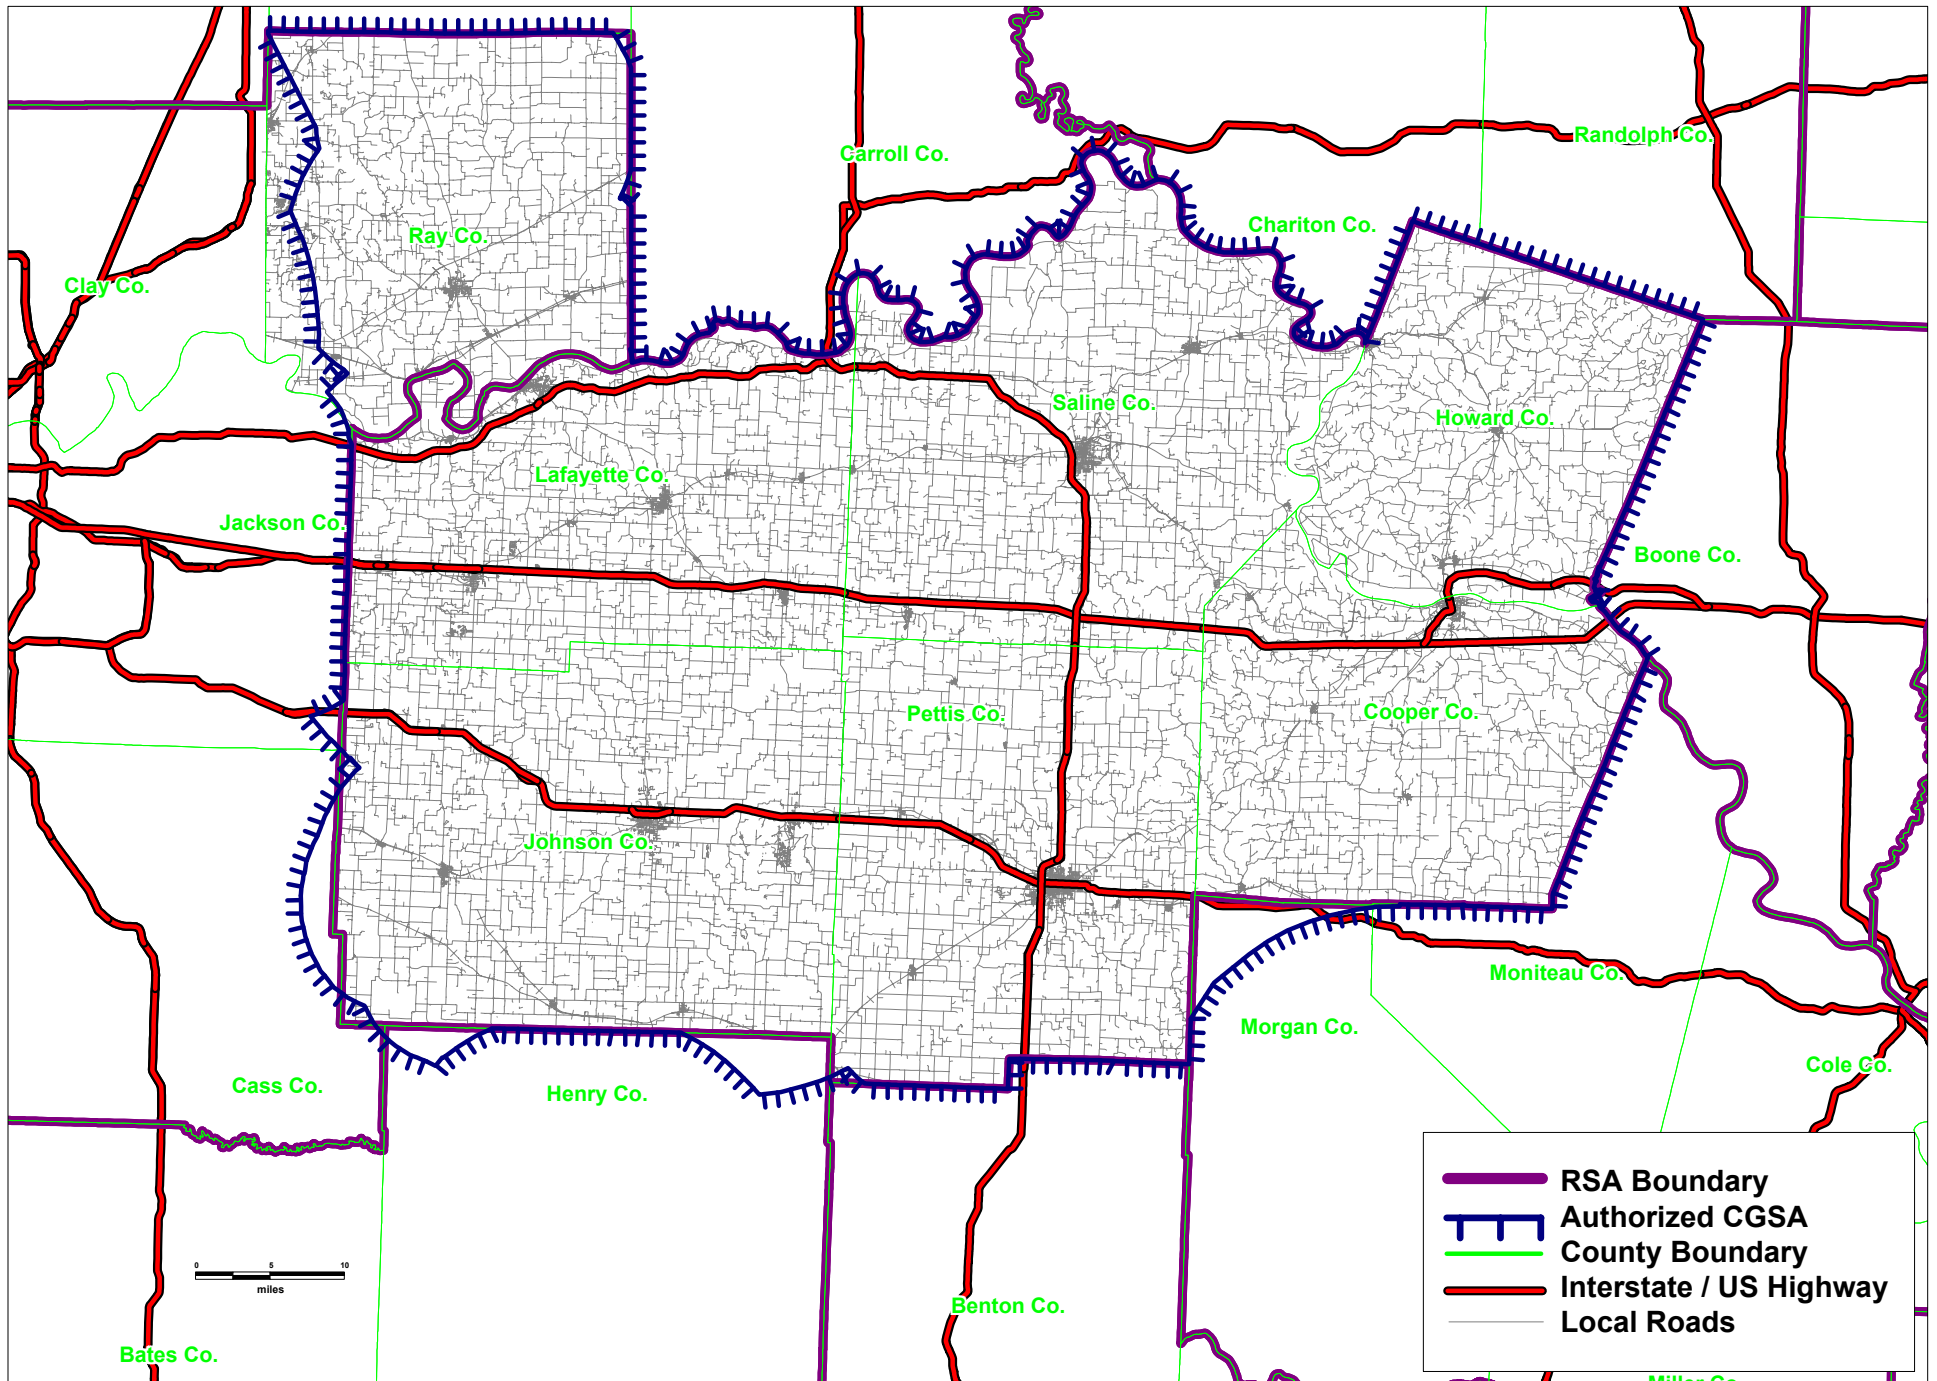 Randolph Co.
Carroll Co.
Chariton Co.
Ray Co.
Clay Co.
Saline Co.
Howard Co.
Lafayette Co.
Jackson Co.
Boone Co.
Pettis Co.
Cooper Co.
Johnson Co.
Moniteau Co.
Morgan Co.
Cole Co.
Cass Co.
Henry Co.
RSA Boundary
Authorized CGSA
County Boundary
Interstate / US Highway
Local Roads
0 5 10
miles
Benton Co.
Bates Co.
Miller Co.